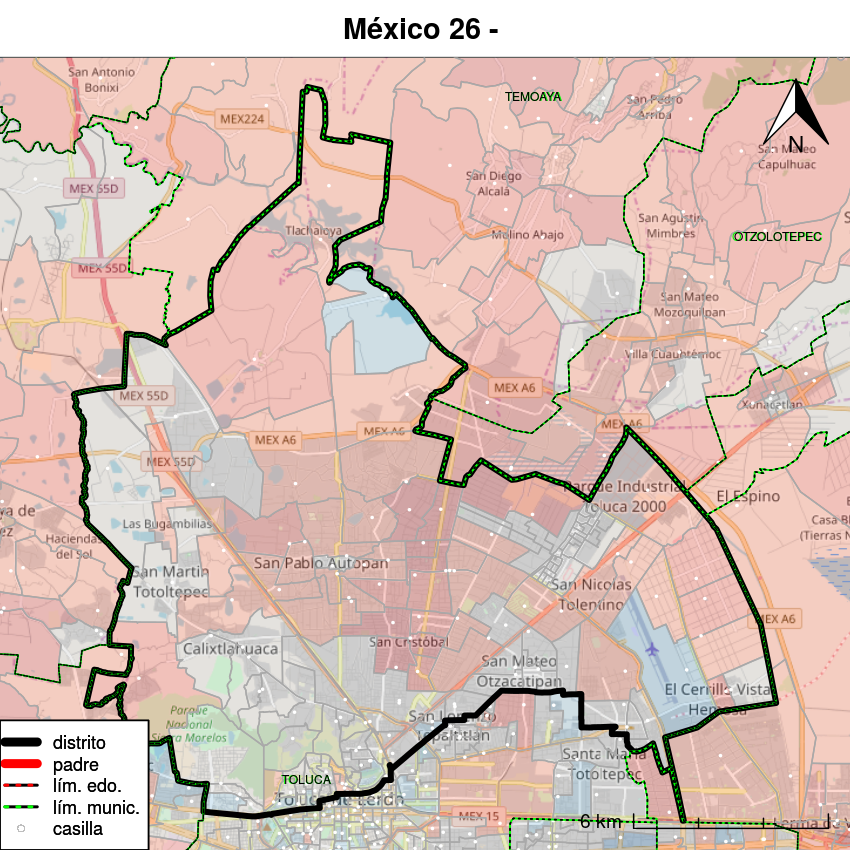 México 26 -
San Antonio
Bonixi
TEMOAYA
San Pedro
Arriba
MEX224
N
San Mateo
Capulhuac
MEX 55D
San Diego
Alcalá
San Agustín
Mimbres
Tlachaloya
Molino Abajo
OTZOLOTEPEC
MEX 55D
San Mateo
Mozoquilpan
Villa Cuauhtémoc
MEX 55D
MEX A6
Xonacatlán
MEX A6
MEX A6
MEX A6
MEX 55D
Parque Industrial
Toluca 2000
El Espino
Las Bugambilias
Hacienda
del Sol
Casa
(Tierras
San Pablo Autopan
San Martín
Totoltepec
San Nicolás
Tolentino
MEX A6
San Cristóbal
Calixtlahuaca
San Mateo
Otzacatipan
El Cerrillo Vista
Hermosa
Parque
Nacional
Sierra Morelos
San Lorenzo
Tepaltitlán
distrito
padre
lím. edo.
lím. munic.
casilla
Santa María
Totoltepec
TOLUCA
Toluca de Lerdo
MEX 15
6 km
Lerma de V